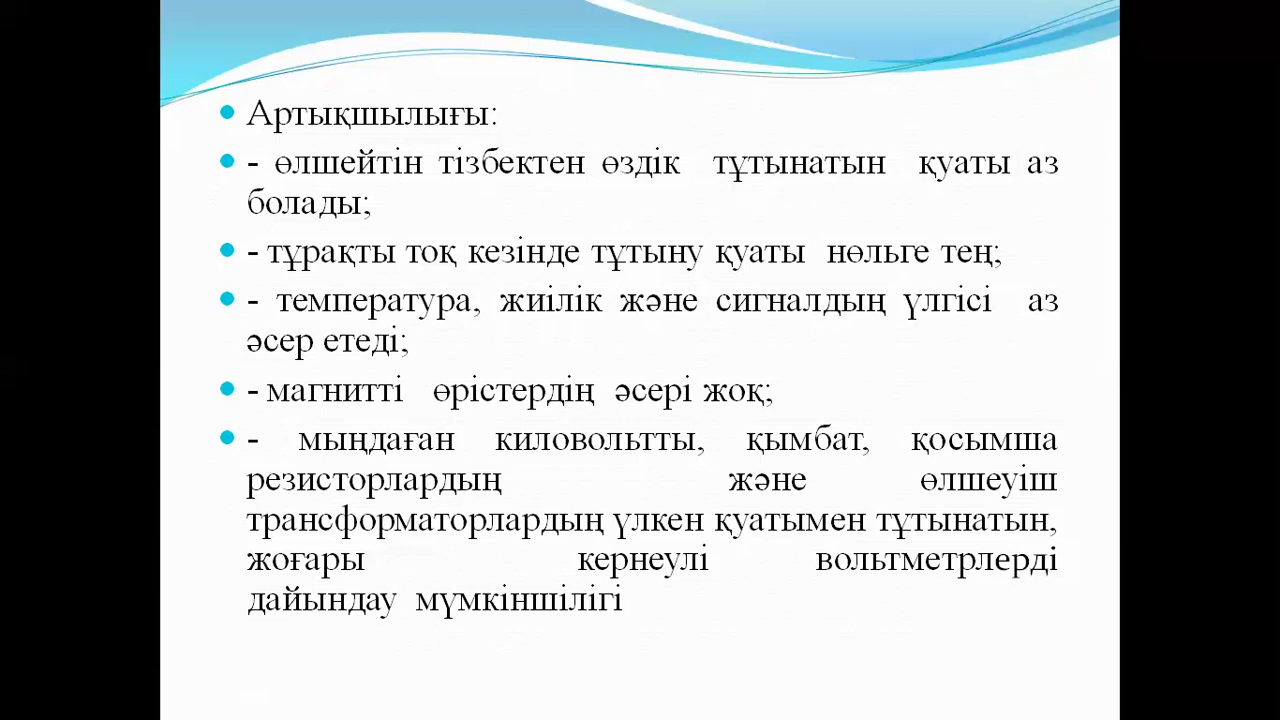 Артықшылығы:
- өлшейтін тізбектен өздік тұтынатын қуаты аз
болады;
- тұрақты тоқ кезінде тұтыну қуаты нөльге тең;
- температура, жиілік және сигналдың үлгісі аз
әсер етеді;
- магнитті өрістердің әсері жоқ;
- мыңдаған киловольтты, қымбат, қосымша
резисторлардың және өлшеуіш
трансформаторлардың үлкен қуатымен тұтынатын,
жоғары кернеулі вольтметрлерді
дайындау мүмкіншілігі